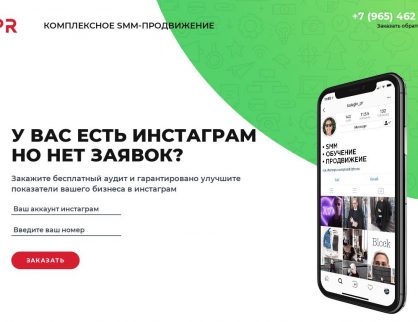 PR
КОМПЛЕКСНОЕ SMM-ПРОДВИЖЕНИЕ
+7 (965) 462
Заказать обрат
У ВАС ЕСТЬ ИНСТАГРАМ
НО НЕТ ЗАЯВОК?
Закажите бесплатный аудит и гарантировано улучшите
показатели вашего бизнеса в инстаграм
Ваш аккаунт инстаграм
Введите ваш номер
ЗАКАЗАТЬ
Message
• SMM
• ОБУЧЕНИЕ
• ПРОДВИЖЕНИЕ
Block